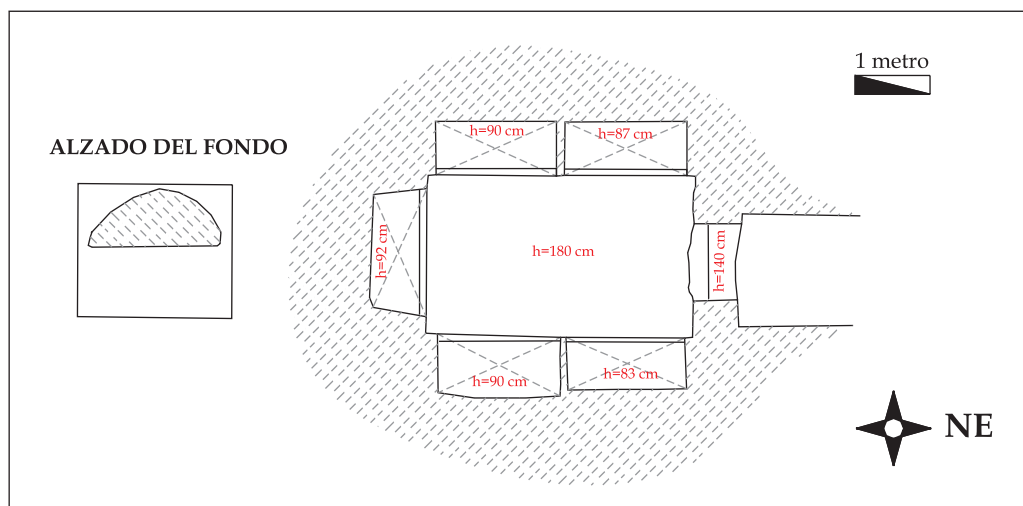 1 metro
ALZADO DEL FONDO
h=90 cm
h=87 cm
h=92 cm
h=180 cm
h=140 cm
h=90 cm
h=83 cm
NE